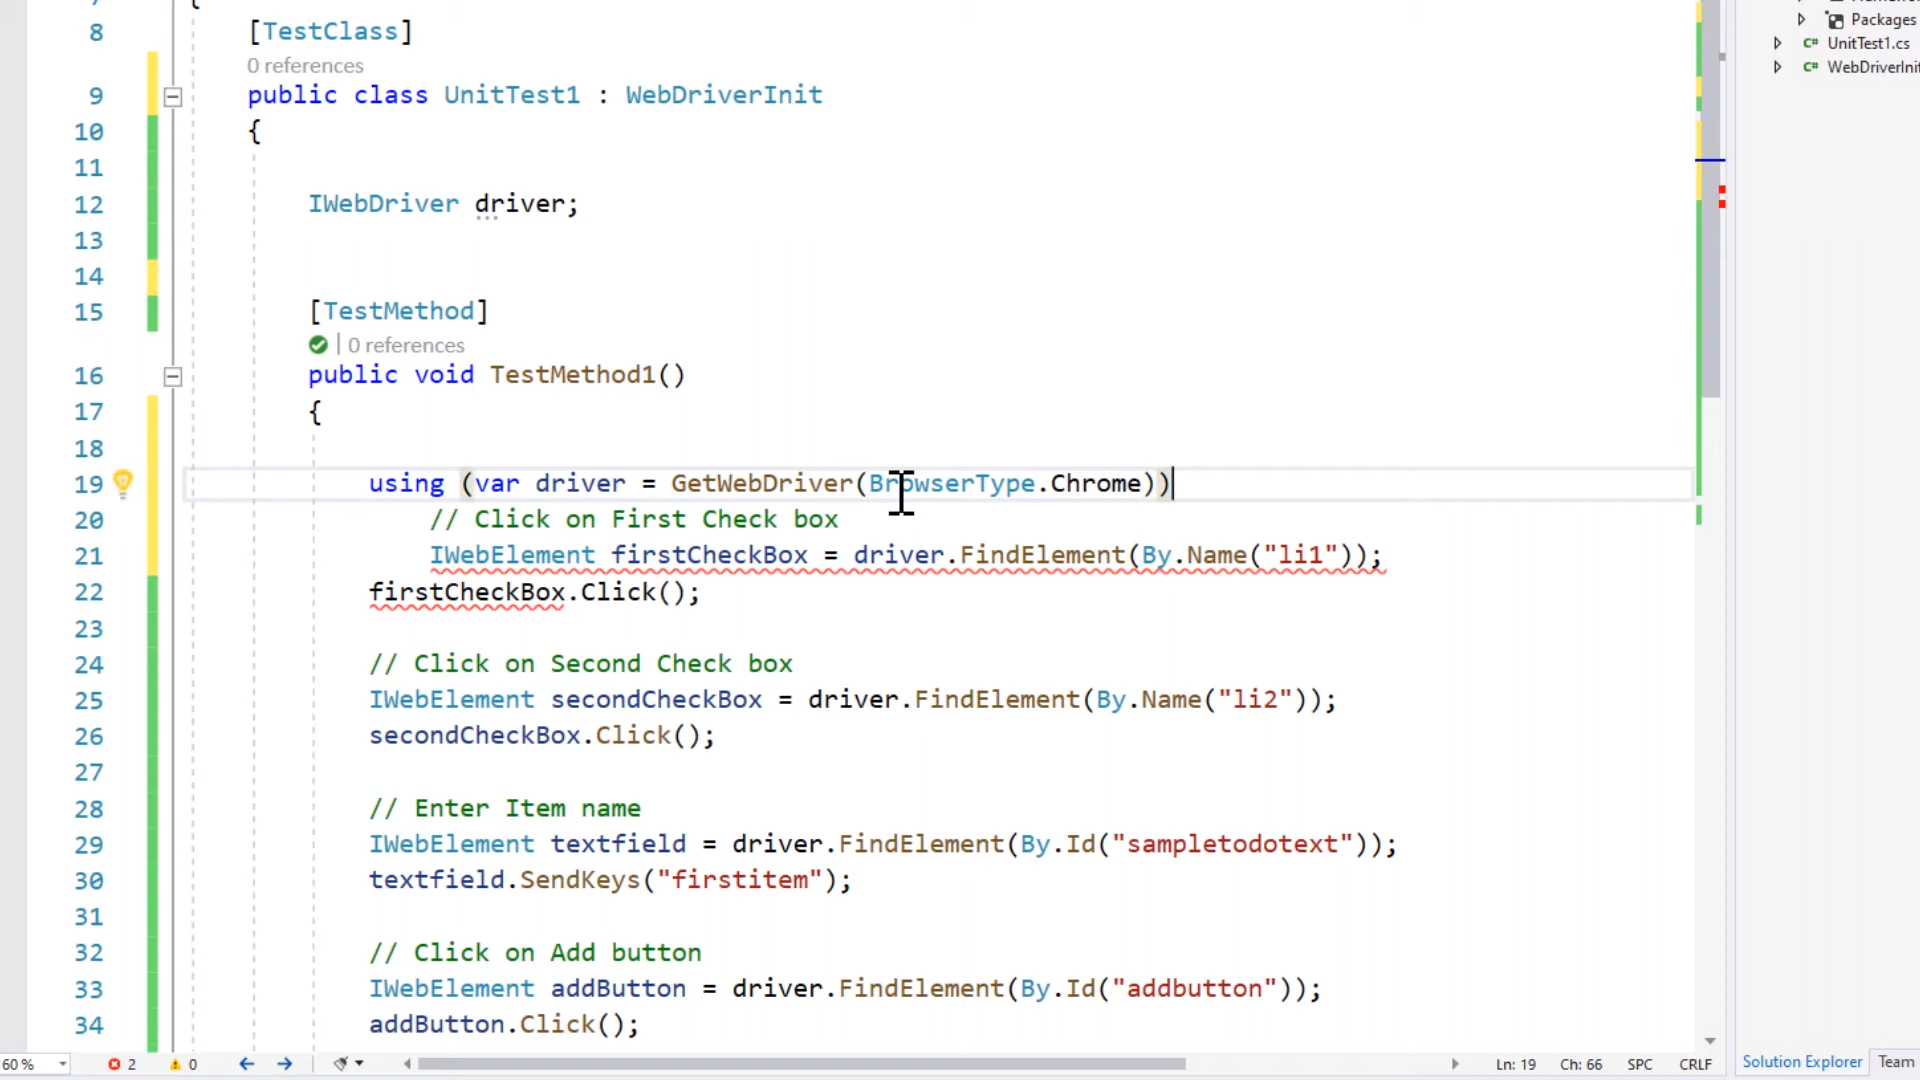 7 {
8 [TestClass]
0 references
9 public class UnitTest1 : WebDriverInit
10 {
11
12 IWebDriver driver;
13
14
15 [TestMethod]
| 0 references
16 public void TestMethod1()
17 {
18
19 using (var driver = GetWebDriver(BrowserType.Chrome))
20 // Click on First Check box
21 IWebElement firstCheckBox = driver.FindElement(By.Name("li1"));
22 firstCheckBox.Click();
23
24 // Click on Second Check box
25 IWebElement secondCheckBox = driver.FindElement(By.Name("li2"));
26 secondCheckBox.Click();
27
28 // Enter Item name
29 IWebElement textfield = driver.FindElement(By.Id("sampletodotext"));
30 textfield.SendKeys("firstitem");
31
32 // Click on Add button
33 IWebElement addButton = driver.FindElement(By.Id("addbutton"));
34 addButton.Click();
Packages
C# UnitTest1.cs
C# WebDriverInit
60 % 2 0 Ln: 19 Ch: 66 SPC CRLF
Solution Explorer Team